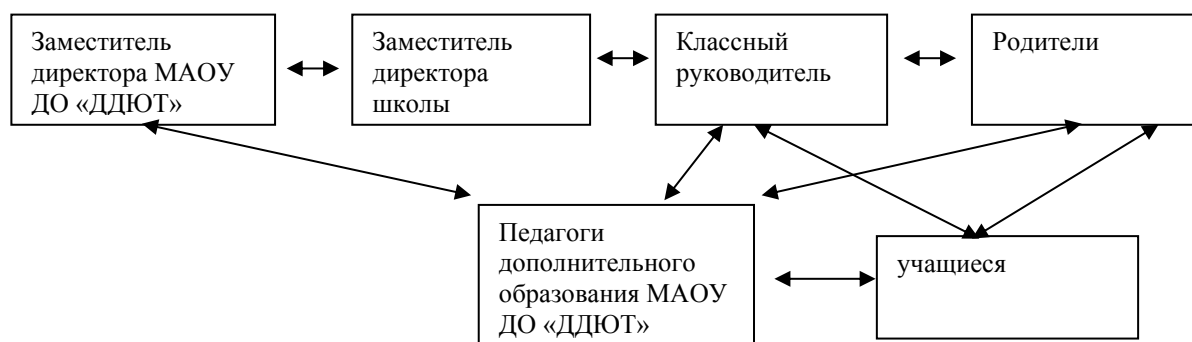 Заместитель
директора МАОУ
ДО «ДДЮТ»
Заместитель
директора
школы
Классный
руководитель
Родители
Педагоги
дополнительного
образования МАОУ
ДО «ДДЮТ»
учащиеся